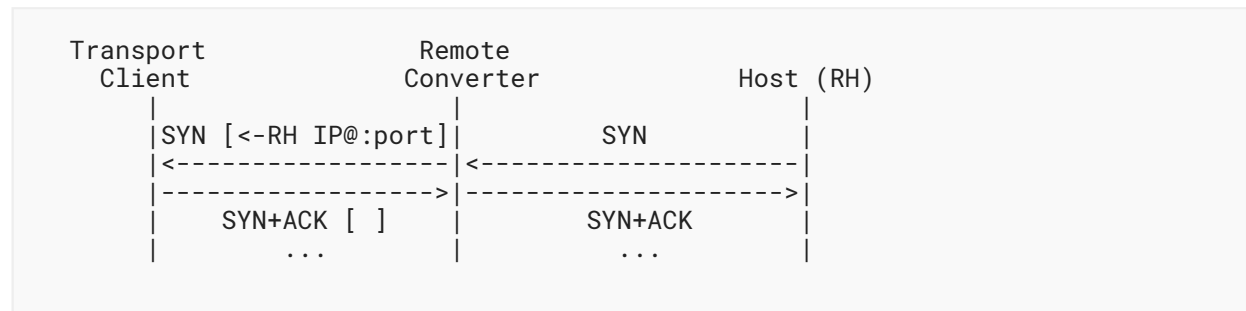 Transport Remote
Client Converter Host (RH)
| | |
|SYN [<-RH IP@:port]| SYN |
|<------------------|<---------------------|
|------------------>|--------------------->|
| SYN+ACK [ ] | SYN+ACK |
| ... | ... |